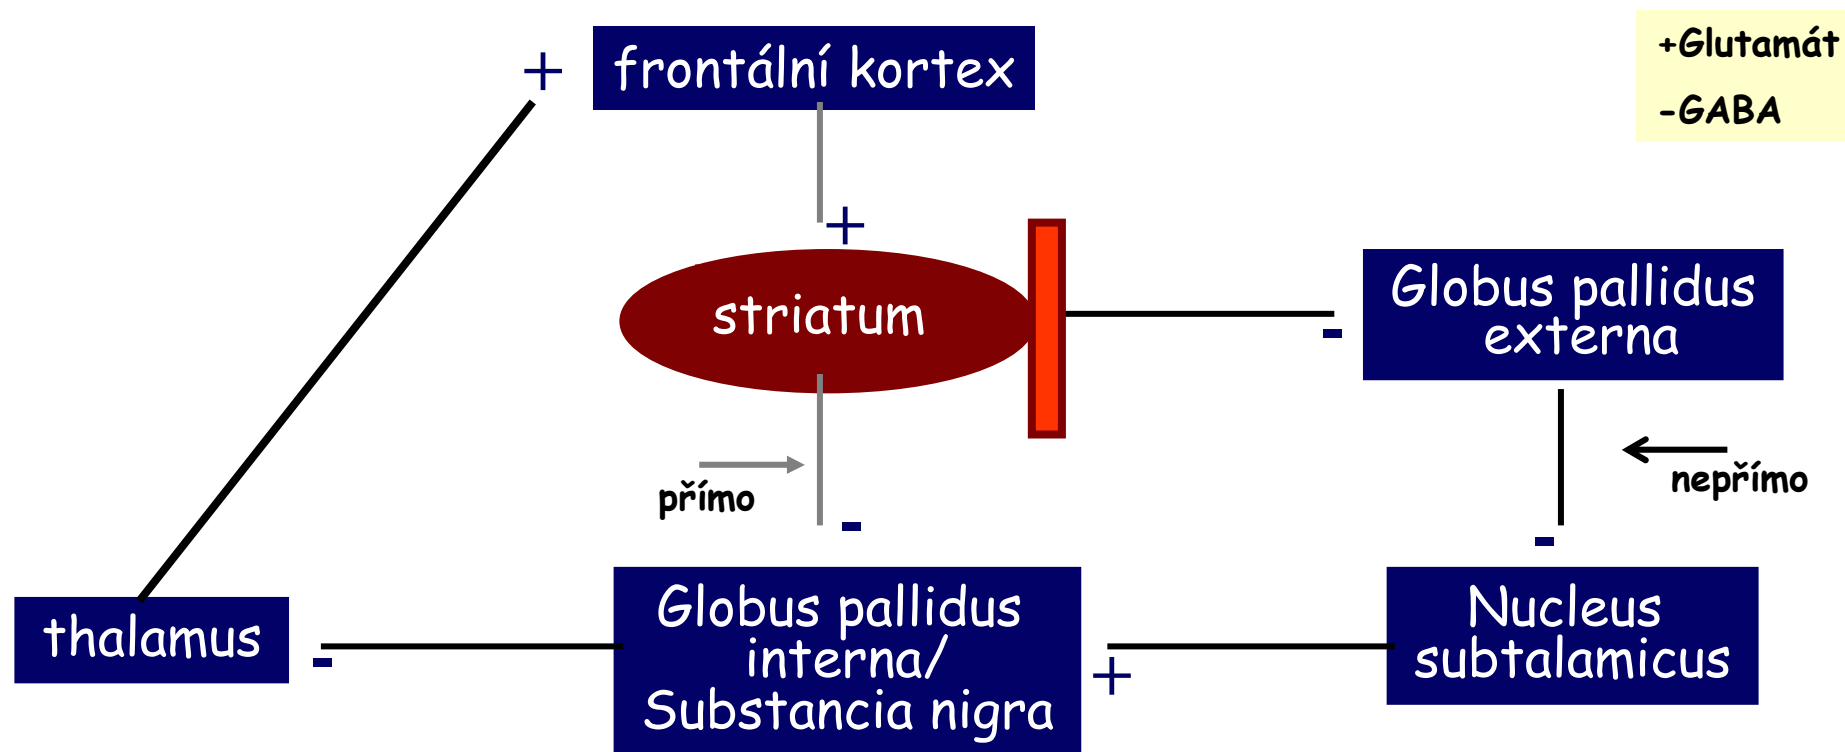 + frontální kortex
+Glutamát
-GABA
+
striatum
-
Globus pallidus
externa
přímo
nepřímo
-
-
thalamus
-
Globus pallidus
interna/
Substancia nigra
+
Nucleus
subtalamicus